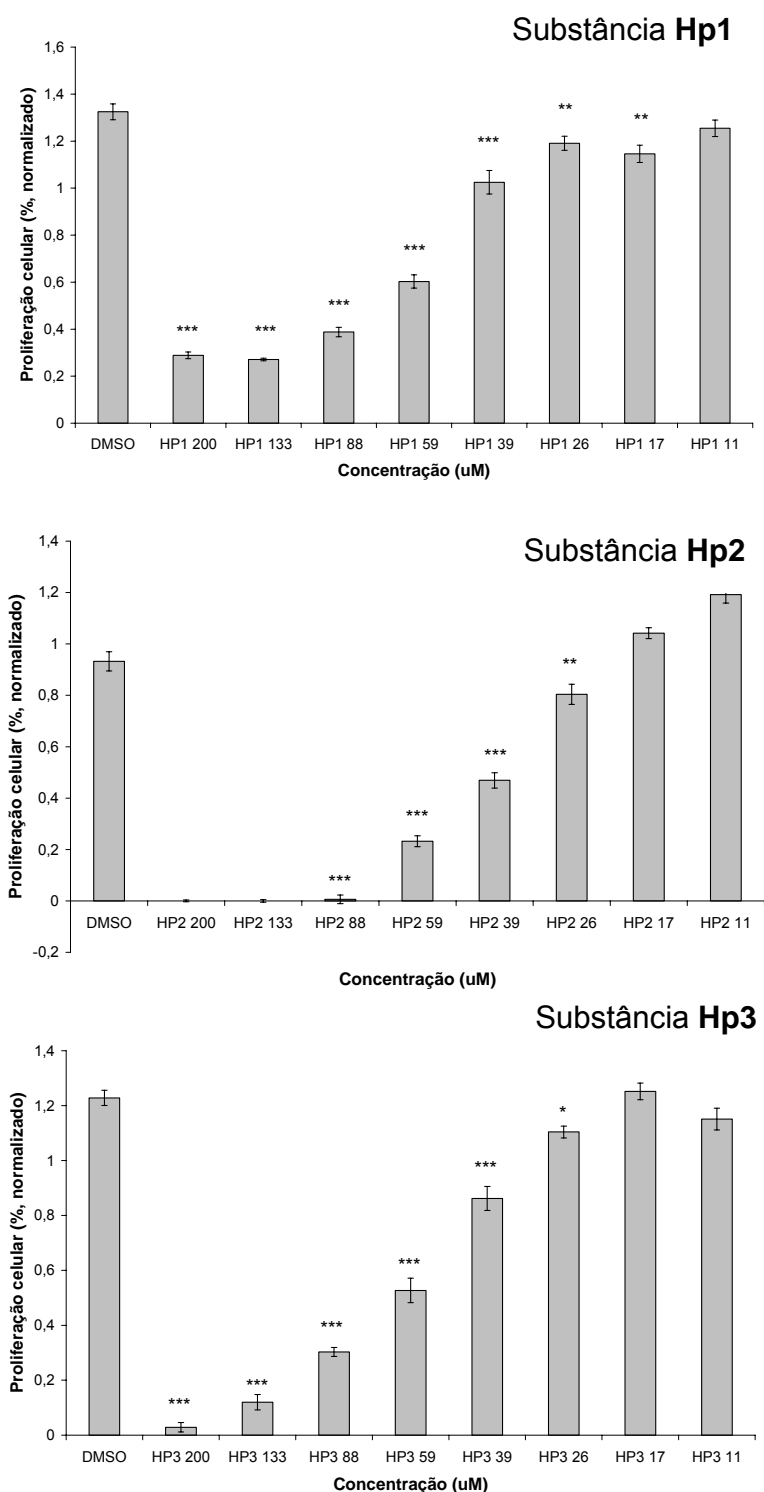 Substância Hp1
1,6
1,4
1,2
1
0,8
0,6
0,4
0,2
0
Proliferação celular (%, normalizado)
*** *** *** *** *** ** **
DMSO HP1 200 HP1 133 HP1 88 HP1 59 HP1 39 HP1 26 HP1 17 HP1 11
Concentração (uM)
Substância Hp2
1,4
1,2
1
0,8
0,6
0,4
0,2
0
-0,2
Proliferação celular (%, normalizado)
*** *** *** **
DMSO HP2 200 HP2 133 HP2 88 HP2 59 HP2 39 HP2 26 HP2 17 HP2 11
Concentração (uM)
Substância Hp3
1,4
1,2
1
0,8
0,6
0,4
0,2
0
Proliferação celular (%, normalizado)
*** *** *** *** *** *
DMSO HP3 200 HP3 133 HP3 88 HP3 59 HP3 39 HP3 26 HP3 17 HP3 11
Concentração (uM)